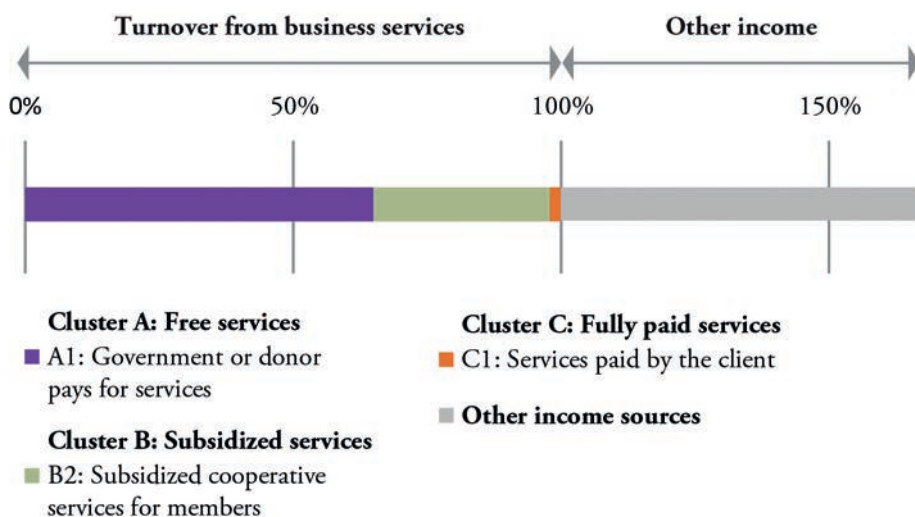 Turnover from business services
Other income
0%
50%
100%
150%
Cluster A: Free services
A1: Government or donor
pays for services
Cluster B: Subsidized services
B2: Subsidized cooperative
services for members
Cluster C: Fully paid services
C1: Services paid by the client
Other income sources